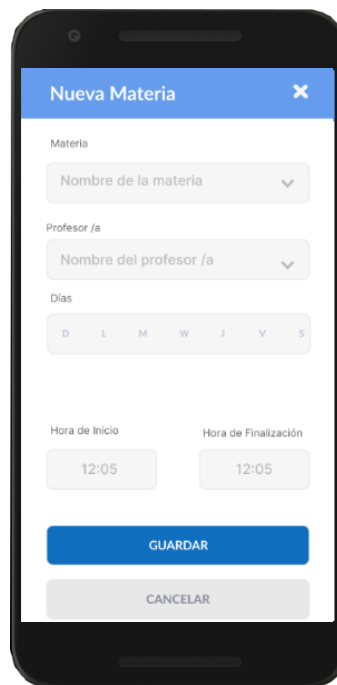 Nueva Materia
Materia
Nombre de la materia
Profesor /a
Nombre del profesor /a
Días
D L M W J V S
Hora de Inicio Hora de Finalización
12:05 12:05
GUARDAR
CANCELAR